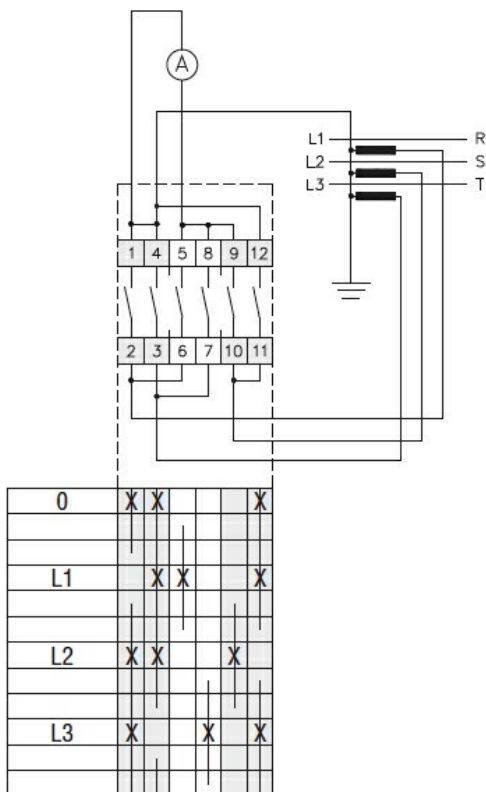 A
L1 R
L2 S
L3 T
1 4 5 8 9 12
2 3 6 7 10 11
0 X X X
L1 X X X
L2 X X X
L3 X X X